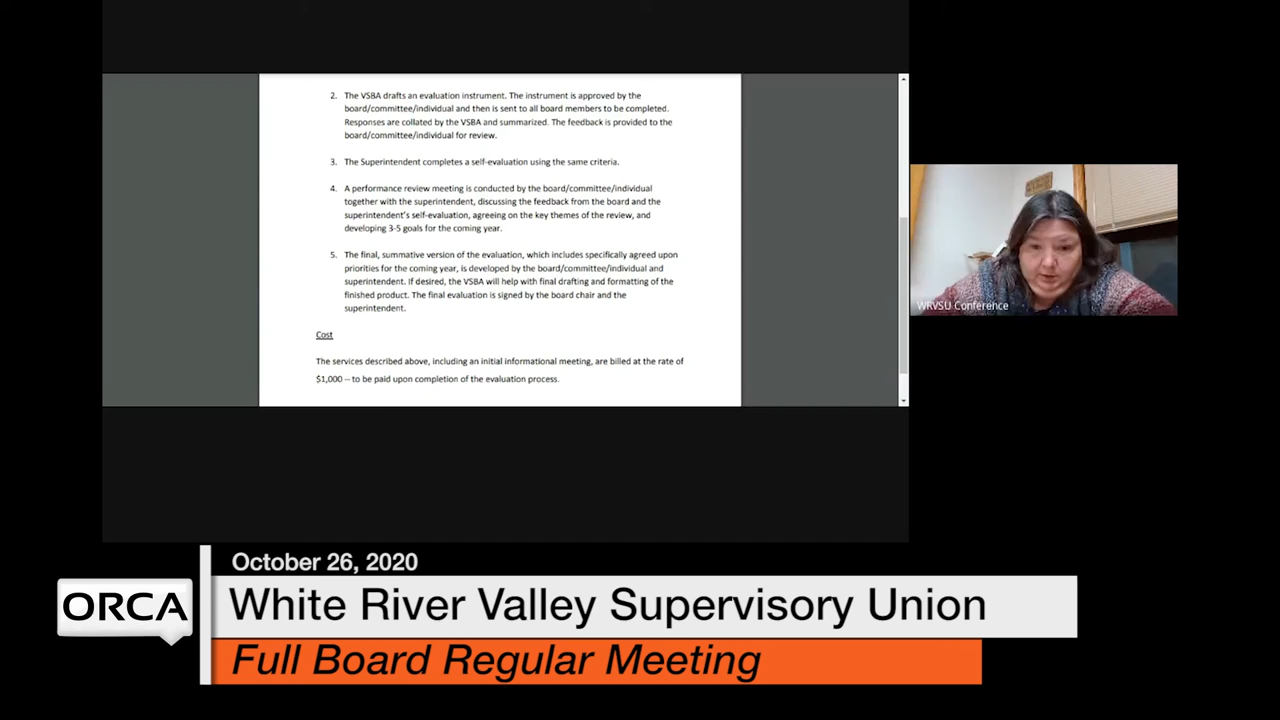 2. The VSBA drafts an evaluation instrument. The instrument is approved by the
board/committee/individual and then is sent to all board members to be completed.
Responses are collated by the VSBA and summarized. The feedback is provided to the
board/committee/individual for review.
3. The Superintendent completes a self-evaluation using the same criteria.
4. A performance review meeting is conducted by the board/committee/individual
together with the superintendent, discussing the feedback from the board and the
superintendent's self-evaluation, agreeing on the key themes of the review, and
developing 3-5 goals for the coming year.
5. The final, summative version of the evaluation, which includes specifically agreed upon
priorities for the coming year, is developed by the board/committee/individual and
superintendent. If desired, the VSBA will help with final drafting and formatting of the
finished product. The final evaluation is signed by the board chair and the
superintendent.
Cost
The services described above, including an initial informational meeting, are billed at the rate of
$1,000 -- to be paid upon completion of the evaluation process.
WRVSU Conference
October 26, 2020
ORCA
White River Valley Supervisory Union
Full Board Regular Meeting